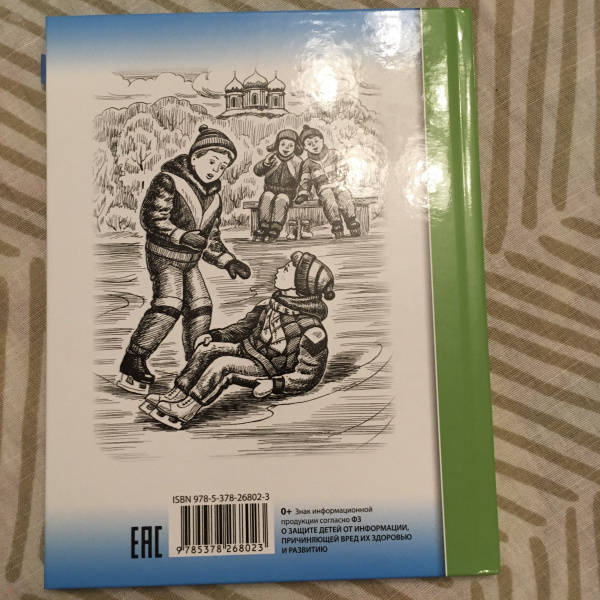 ISBN 978-5-378-26802-3
0+ Знак информационной
продукции согласно ФЗ
О ЗАЩИТЕ ДЕТЕЙ ОТ ИНФОРМАЦИИ,
ПРИЧИНЯЮЩЕЙ ВРЕД ИХ ЗДОРОВЬЮ
И РАЗВИТИЮ
EAC
9 785378 268023